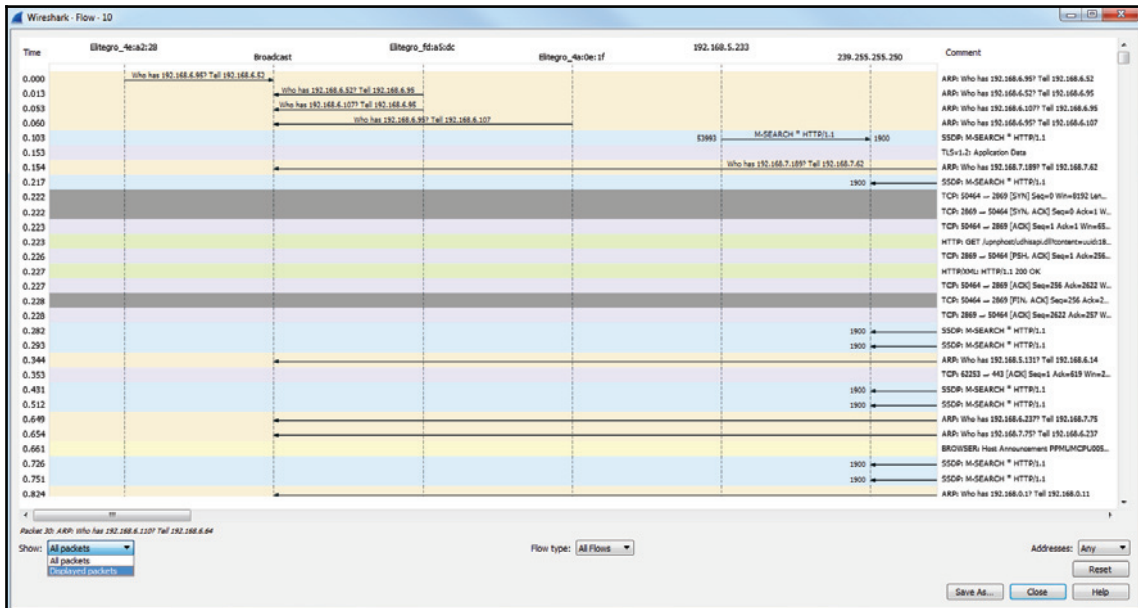 Wireshark - Flow - 10
Time Elitegro_4e:a2:28 Broadcast Elitegro_fd:a5:dc Elitegro_4a:0e:1f 192.168.5.233 239.255.255.250 Comment
0.000 Who has 192.168.6.95? Tell 192.168.6.52 ARP: Who has 192.168.6.95? Tell 192.168.6.52
0.013 Who has 192.168.6.52? Tell 192.168.6.95 ARP: Who has 192.168.6.52? Tell 192.168.6.95
0.053 Who has 192.168.6.107? Tell 192.168.6.95 ARP: Who has 192.168.6.107? Tell 192.168.6.95
0.060 Who has 192.168.6.95? Tell 192.168.6.107 ARP: Who has 192.168.6.95? Tell 192.168.6.107
0.103 53993 M-SEARCH * HTTP/1.1 1900 SSDP: M-SEARCH * HTTP/1.1
0.153 TLSv1.2: Application Data
0.154 Who has 192.168.7.189? Tell 192.168.7.62 ARP: Who has 192.168.7.189? Tell 192.168.7.62
0.217 1900 SSDP: M-SEARCH * HTTP/1.1
0.222 TCP: 50464 → 2869 [SYN] Seq=0 Win=8192 Len...
0.222 TCP: 2869 → 50464 [SYN, ACK] Seq=0 Ack=1 W...
0.223 TCP: 50464 → 2869 [ACK] Seq=1 Ack=1 Win=65...
0.223 HTTP: GET /upnphost/udhisapi.dll?content=uuid:18...
0.226 TCP: 2869 → 50464 [PSH, ACK] Seq=1 Ack=256...
0.227 HTTP/XML: HTTP/1.1 200 OK
0.227 TCP: 50464 → 2869 [ACK] Seq=256 Ack=2622 W...
0.228 TCP: 50464 → 2869 [FIN, ACK] Seq=256 Ack=2...
0.228 TCP: 2869 → 50464 [ACK] Seq=2622 Ack=257 W...
0.282 1900 SSDP: M-SEARCH * HTTP/1.1
0.293 1900 SSDP: M-SEARCH * HTTP/1.1
0.344 ARP: Who has 192.168.5.131? Tell 192.168.6.14
0.353 TCP: 62253 → 443 [ACK] Seq=1 Ack=619 Win=2...
0.431 1900 SSDP: M-SEARCH * HTTP/1.1
0.512 1900 SSDP: M-SEARCH * HTTP/1.1
0.649 ARP: Who has 192.168.6.237? Tell 192.168.7.75
0.654 ARP: Who has 192.168.7.75? Tell 192.168.6.237
0.661 BROWSER: Host Announcement PPMUMCPU005...
0.726 1900 SSDP: M-SEARCH * HTTP/1.1
0.751 1900 SSDP: M-SEARCH * HTTP/1.1
0.824 ARP: Who has 192.168.0.1? Tell 192.168.0.11
Packet 30: ARP: Who has 192.168.6.110? Tell 192.168.6.64
Show: All packets Flow type: All Flows Addresses: Any
All packets
Displayed packets
Reset
Save As... Close Help